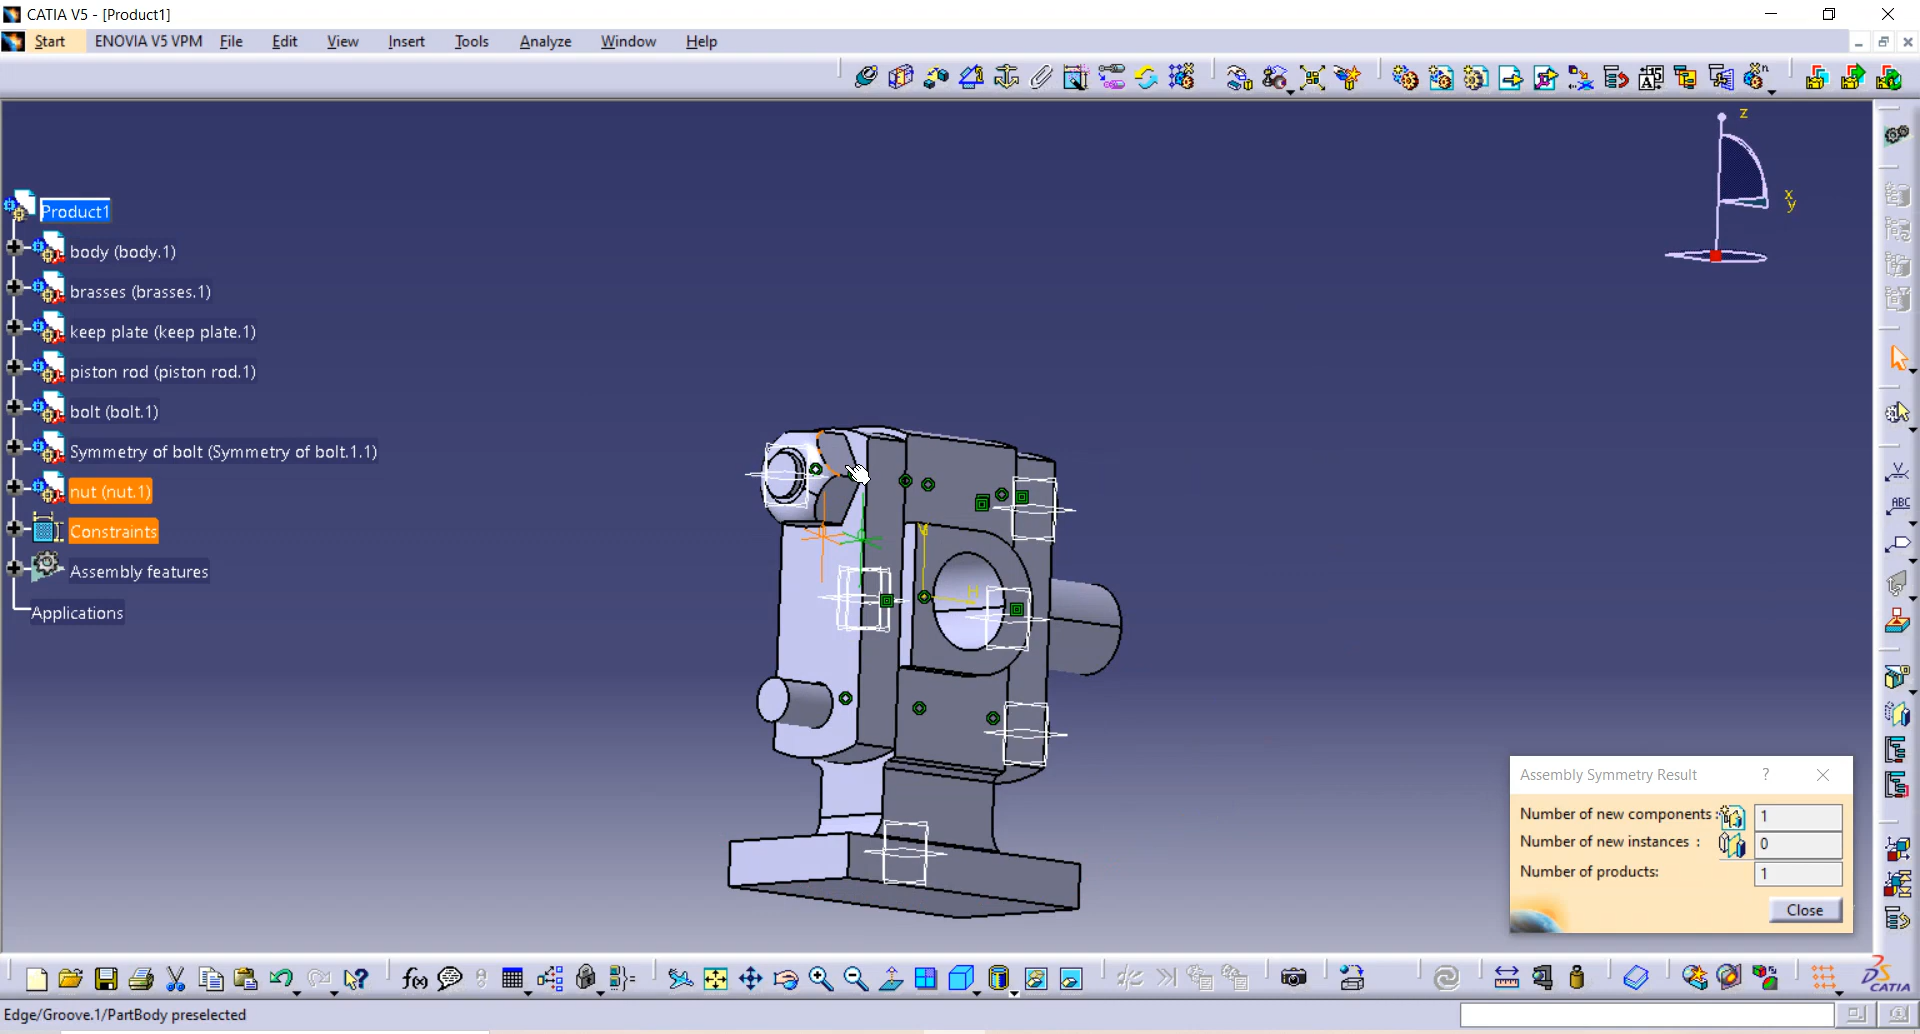 CATIA V5 - [Product1]
Start ENOVIA V5 VPM File Edit View Insert Tools Analyze Window Help
z
x
y
Product1
body (body.1)
brasses (brasses.1)
keep plate (keep plate.1)
piston rod (piston rod.1)
bolt (bolt.1)
Symmetry of bolt (Symmetry of bolt.1.1)
nut (nut.1)
Constraints
Assembly features
Applications
V
H
ABC
Assembly Symmetry Result ?
Number of new components : 1
Number of new instances : 0
Number of products: 1
Close
f(x)
CATIA
Edge/Groove.1/PartBody preselected